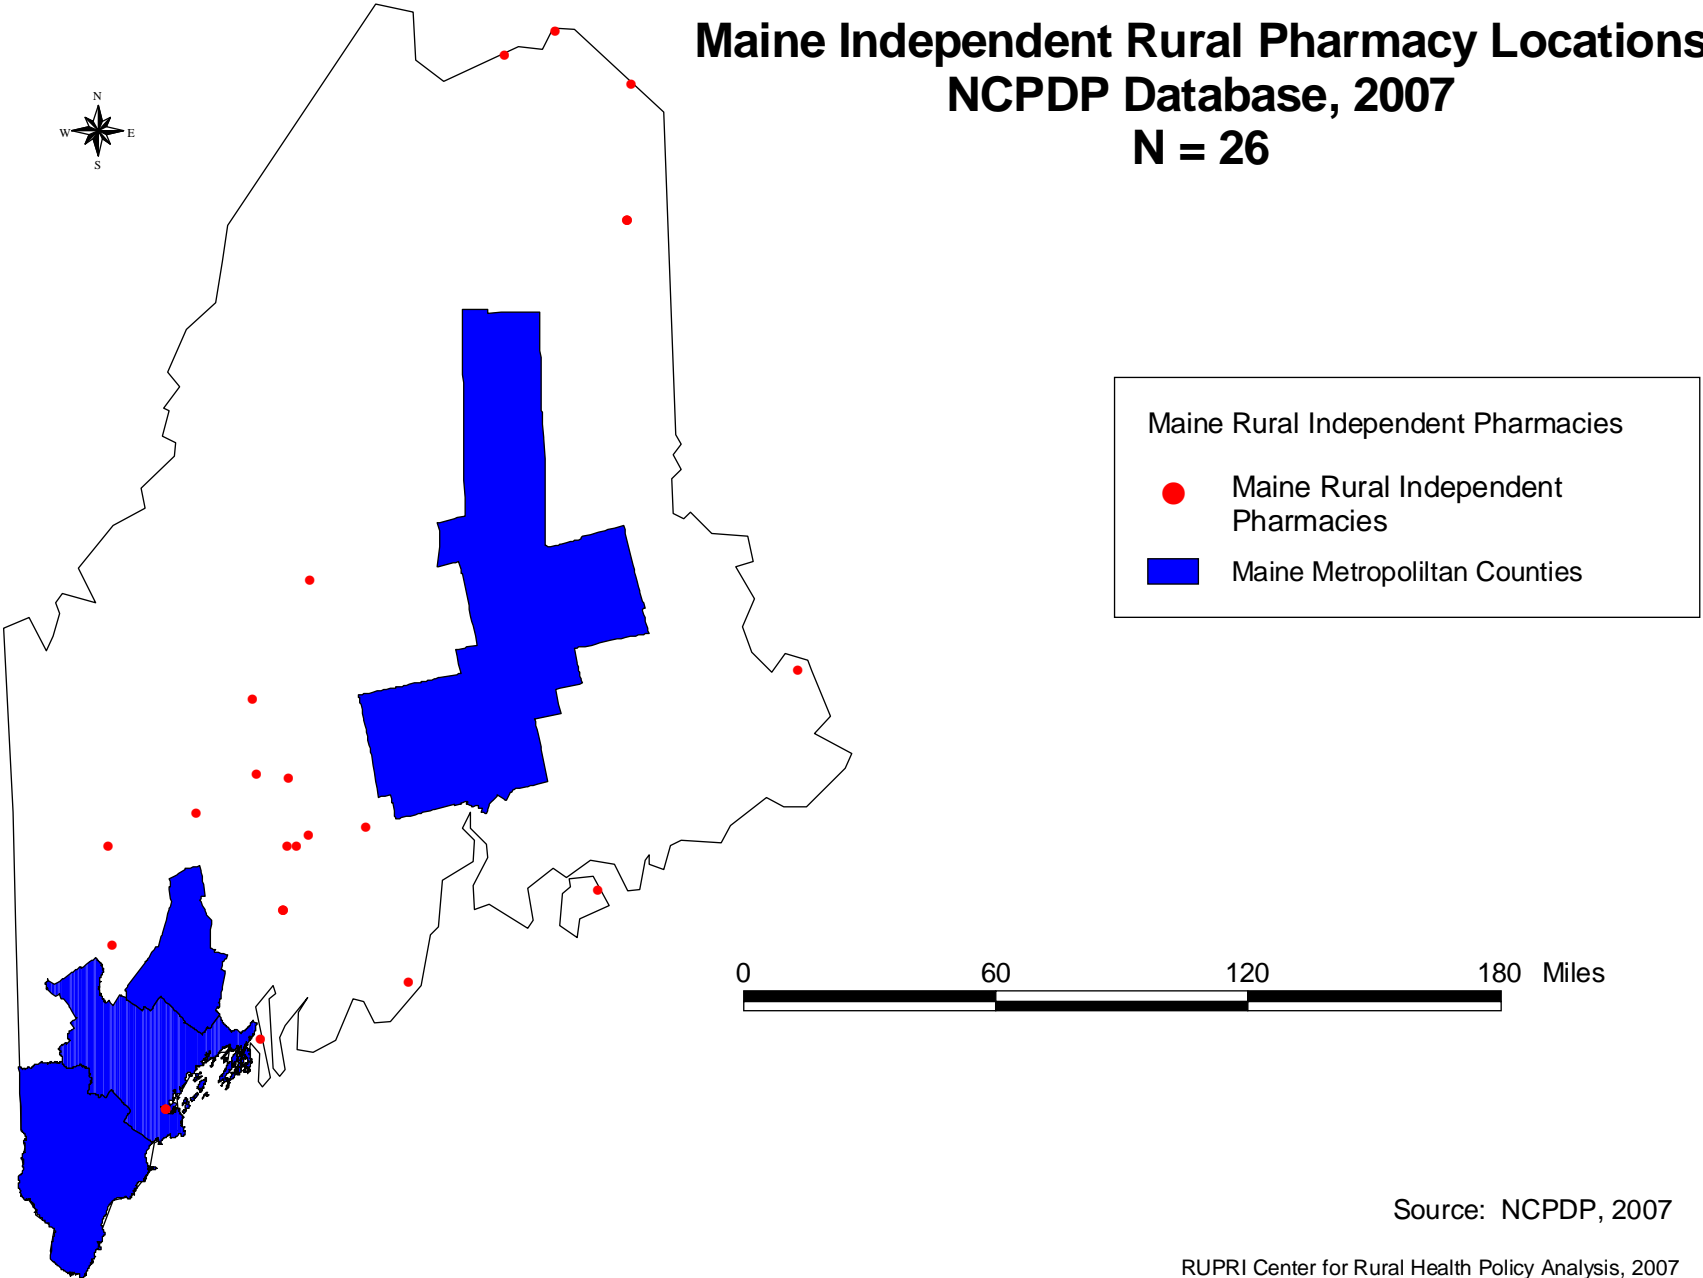 Maine Independent Rural Pharmacy Locations
NCPDP Database, 2007
N = 26
N
W E
S
Maine Rural Independent Pharmacies
Maine Rural Independent
Pharmacies
Maine Metropoliltan Counties
0 60 120 180 Miles
Source: NCPDP, 2007
RUPRI Center for Rural Health Policy Analysis, 2007